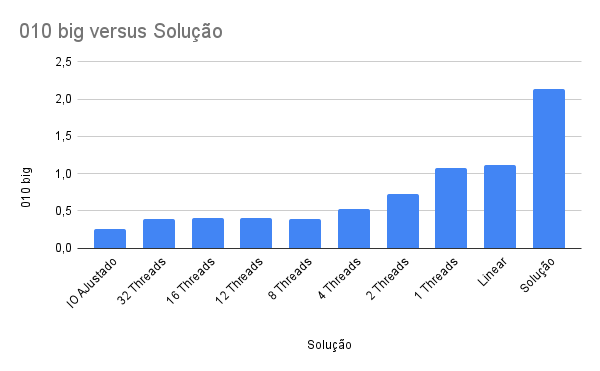 010 big versus Solução
2,5
2,0
1,5
1,0
0,5
0,0
010 big
IO AJustado
32 Threads
16 Threads
12 Threads
8 Threads
4 Threads
2 Threads
1 Threads
Linear
Solução
Solução